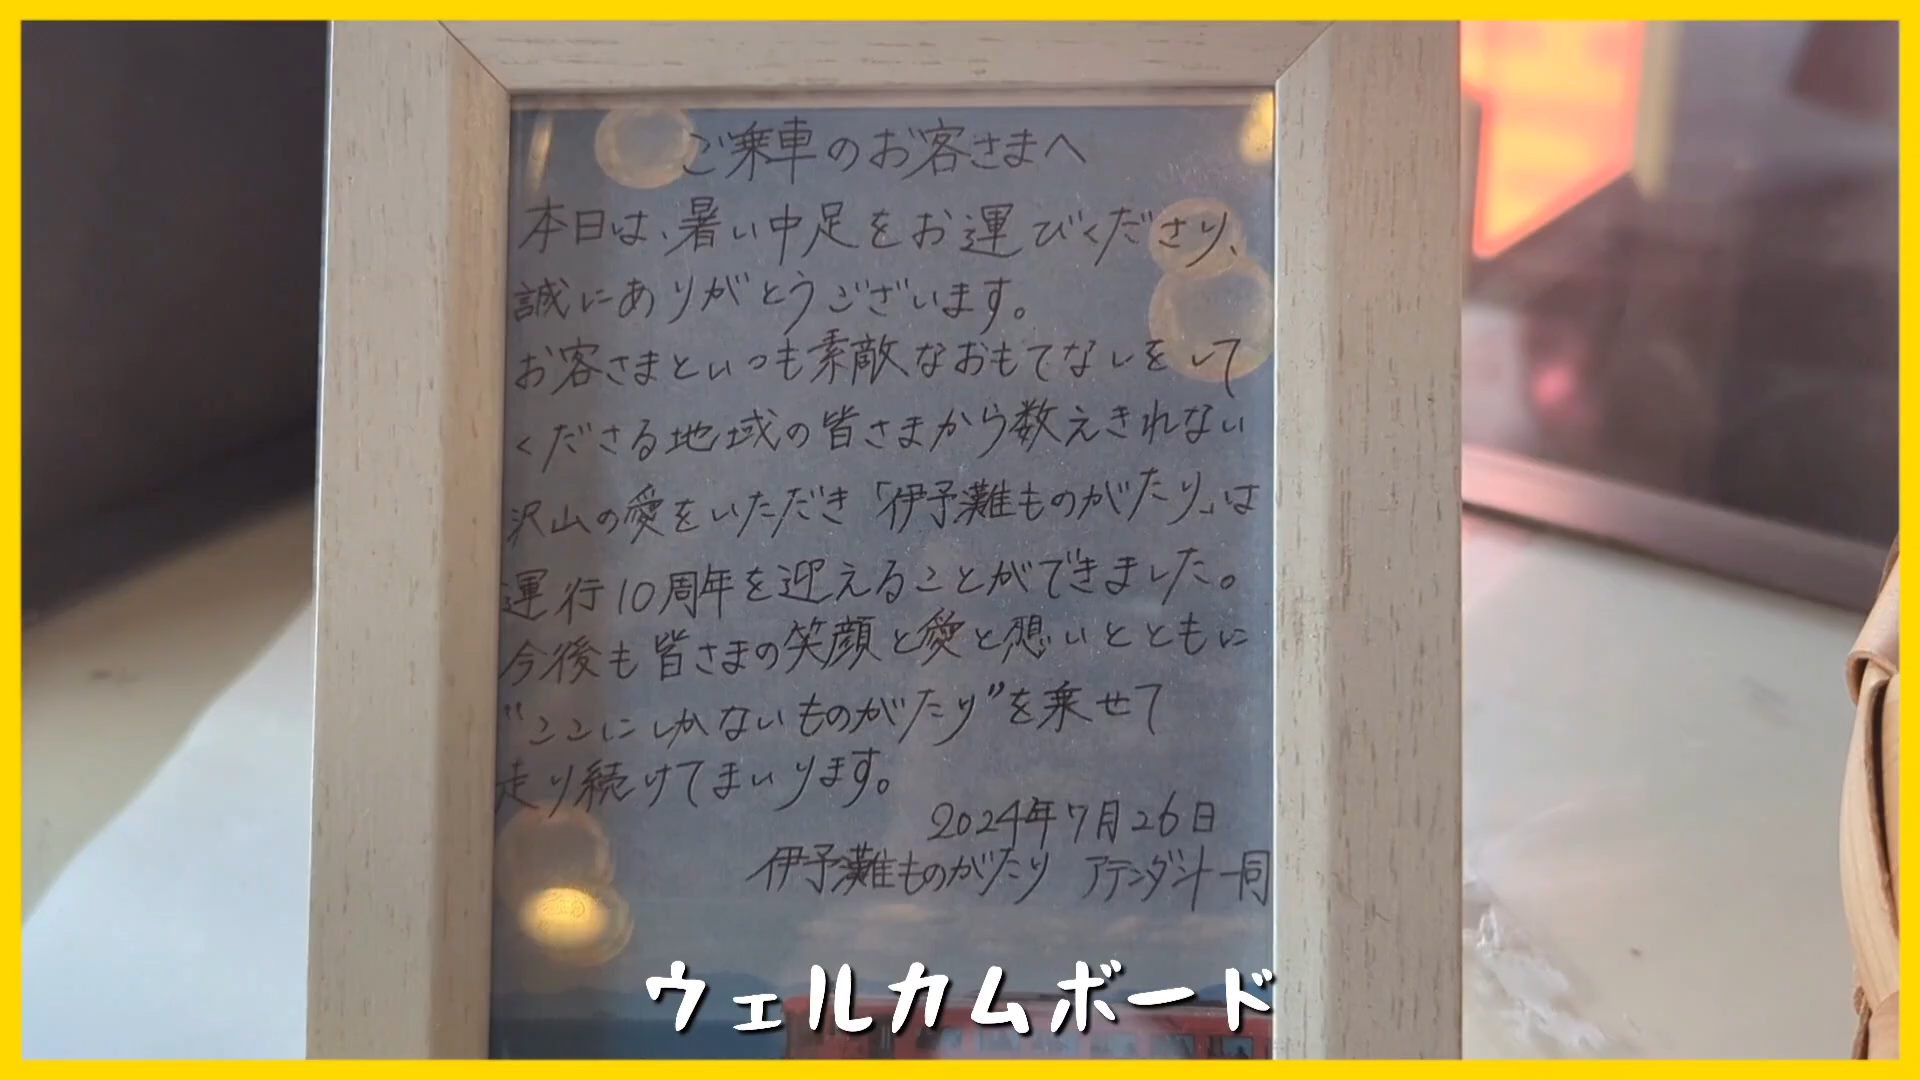 ご乗車のお客さまへ
本日は、暑い中足をお運びくださり、
誠にありがとうございます。
お客さまといつも素敵なおもてなしをして
くださる地域の皆さまから数えきれない
沢山の愛をいただき「伊予灘ものがたり」は
運行10周年を迎えることができました。
今後も皆さまの笑顔と愛と想いとともに
"ここにしかないものがたり"を乗せて
走り続けてまいります。
2024年7月26日
伊予灘ものがたり アテンダント一同
ウェルカムボード